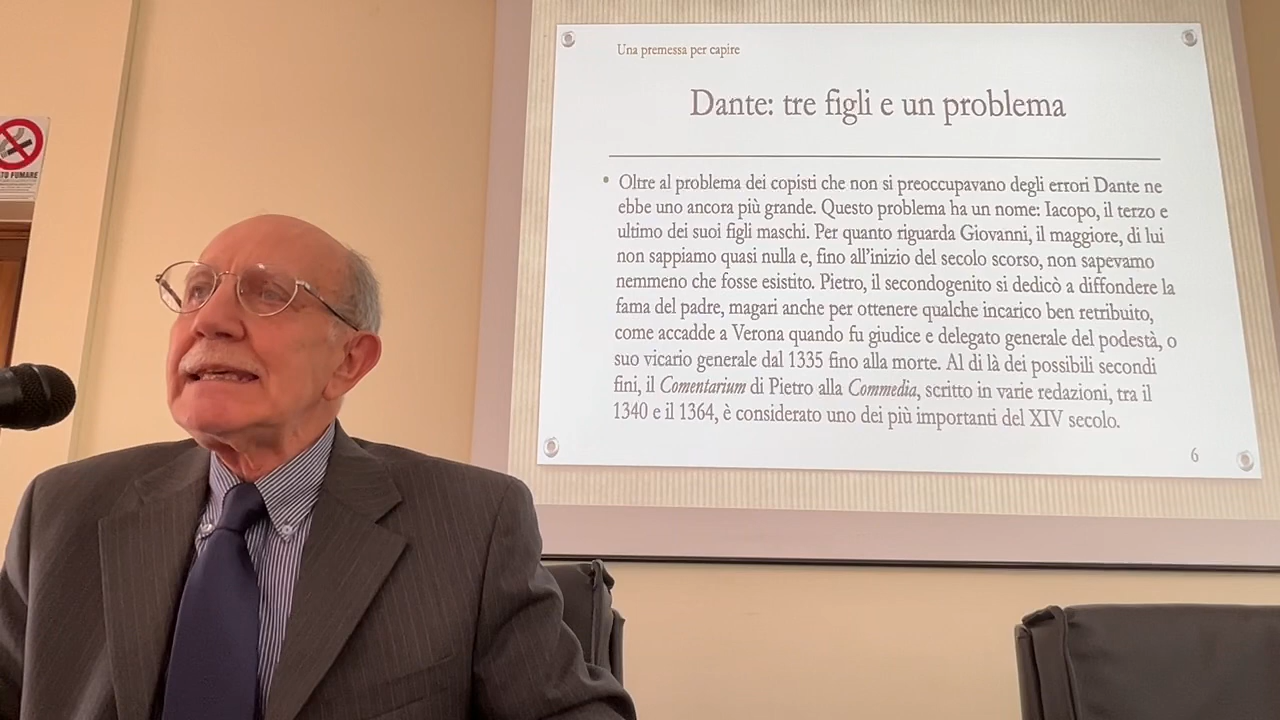 TO FUMARE
Una premessa per capire
Dante: tre figli e un problema
• Oltre al problema dei copisti che non si preoccupavano degli errori Dante ne
ebbe uno ancora più grande. Questo problema ha un nome: Iacopo, il terzo e
ultimo dei suoi figli maschi. Per quanto riguarda Giovanni, il maggiore, di lui
non sappiamo quasi nulla e, fino all'inizio del secolo scorso, non sapevamo
nemmeno che fosse esistito. Pietro, il secondogenito si dedicò a diffondere la
fama del padre, magari anche per ottenere qualche incarico ben retribuito,
come accadde a Verona quando fu giudice e delegato generale del podestà, o
suo vicario generale dal 1335 fino alla morte. Al di là dei possibili secondi
fini, il Comentarium di Pietro alla Commedia, scritto in varie redazioni, tra il
1340 e il 1364, è considerato uno dei più importanti del XIV secolo.
6